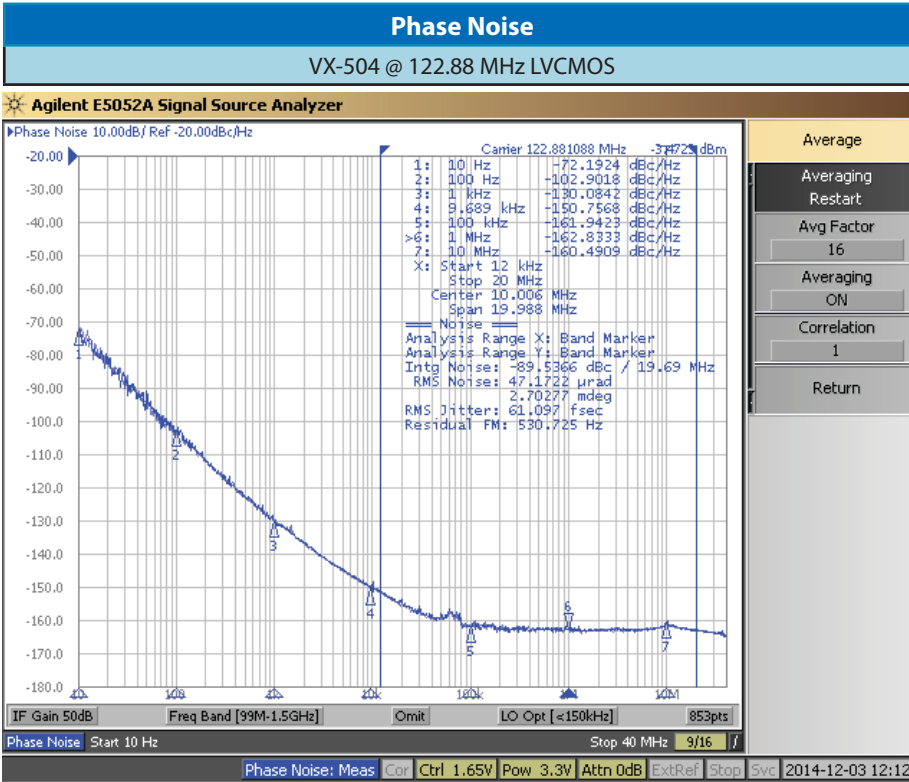 Phase Noise
VX-504 @ 122.88 MHz LVCMOS
Agilent E5052A Signal Source Analyzer
Phase Noise 10.00dB/ Ref -20.00dBc/Hz
Carrier 122.881088 MHz dBm
1: 10 Hz -72.1924 dBc/Hz
2: 100 Hz -102.9018 dBc/Hz
3: 1 kHz -130.0842 dBc/Hz
4: 9.689 kHz -150.7568 dBc/Hz
5: 100 kHz -161.9423 dBc/Hz
>6: 1 MHz -162.8333 dBc/Hz
7: 10 MHz -160.4909 dBc/Hz
X: Start 12 kHz
Stop 20 MHz
Center 10.006 MHz
Span 19.988 MHz
=== Noise ===
Analysis Range X: Band Marker
Analysis Range Y: Band Marker
Intg Noise: -89.5366 dBc / 19.69 MHz
RMS Noise: 47.1722 µrad
2.70277 mdeg
RMS Jitter: 61.097 fsec
Residual FM: 530.725 Hz
-20.00
-30.00
-40.00
-50.00
-60.00
-70.00
-80.00
-90.00
-100.0
-110.0
-120.0
-130.0
-140.0
-150.0
-160.0
-170.0
-180.0
1
2
3
4
5
6
7
100
100k
10M
IF Gain 50dB
Freq Band [99M-1.5GHz]
Omit
LO Opt [<150kHz]
853pts
Phase Noise Start 10 Hz
Stop 40 MHz
9/16
Phase Noise: Meas
Cor
Ctrl 1.65V
Pow 3.3V
Attn 0dB
ExtRef
Stop
Svc
2014-12-03 12:12
Average
Averaging
Restart
Avg Factor
16
Averaging
ON
Correlation
1
Return